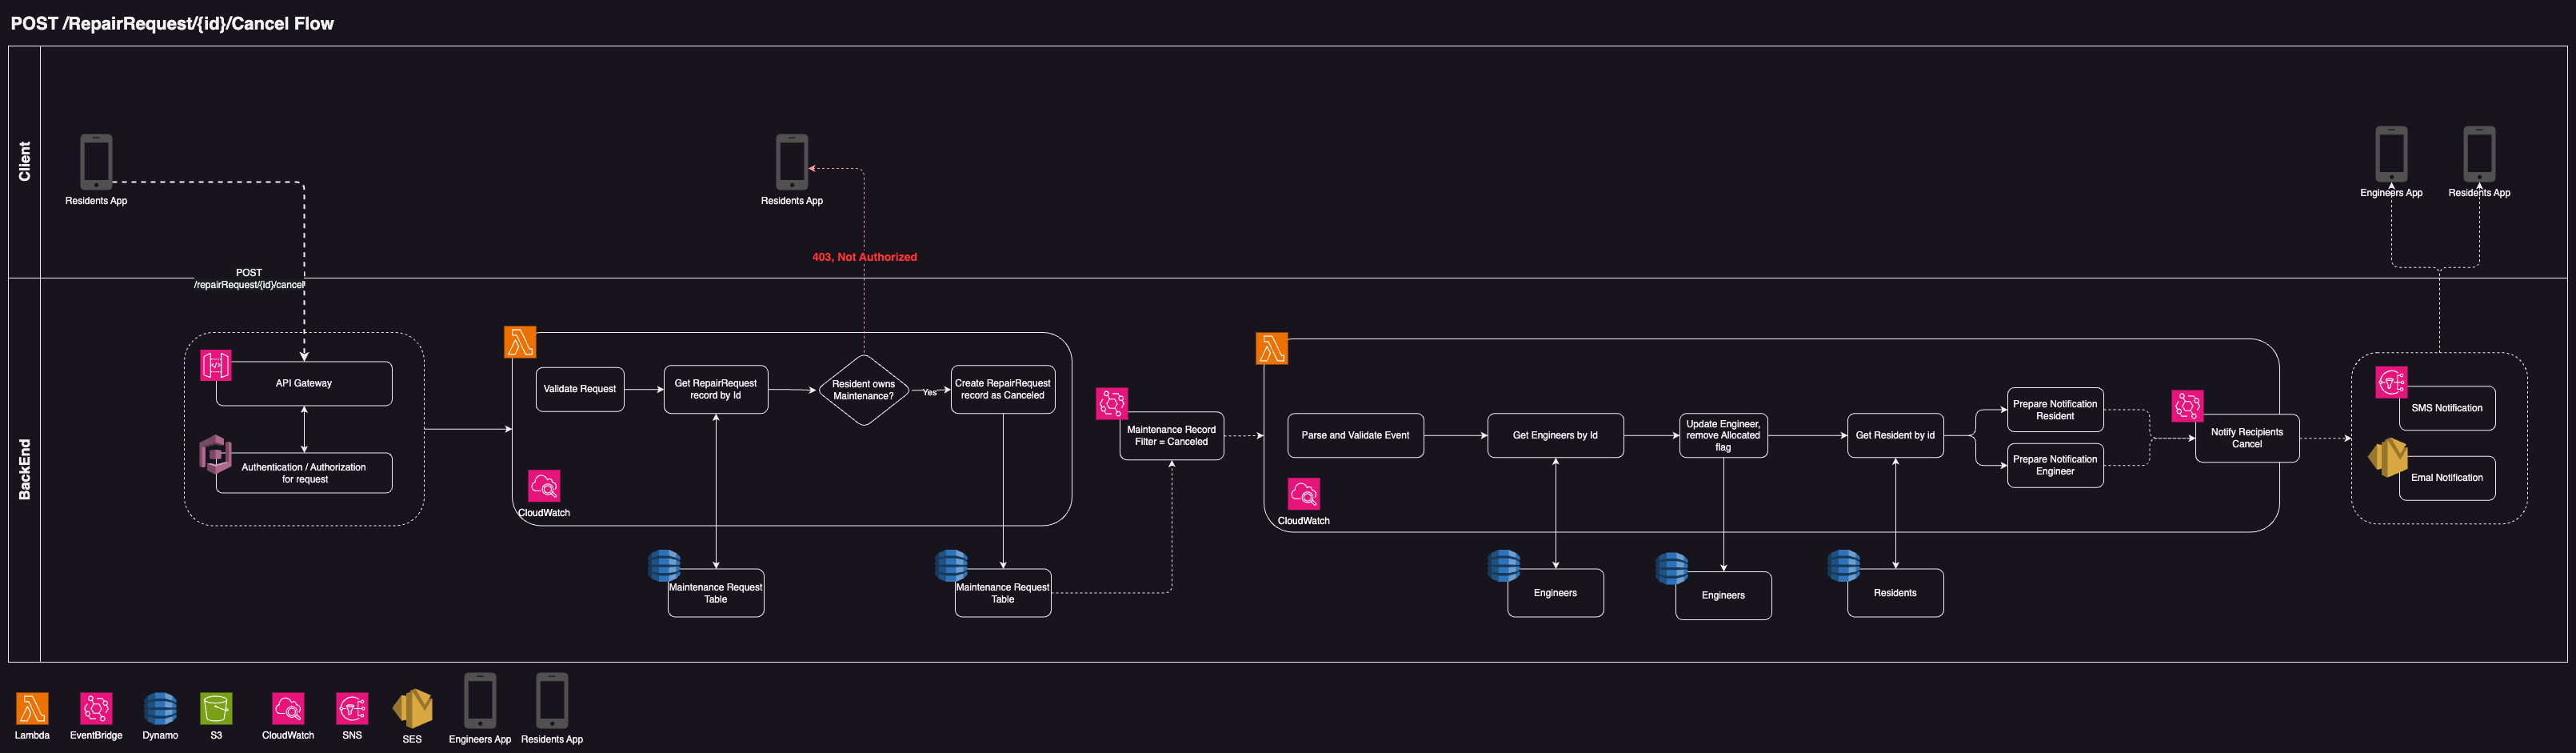 POST /RepairRequest/{id}/Cancel Flow
Client
Residents App
Residents App
Engineers App
Residents App
403, Not Authorized
POST
/repairRequest/{id}/cancel
BackEnd
API Gateway
Authentication / Authorization
for request
Validate Request
Get RepairRequest
record by Id
Resident owns
Maintenance?
Yes
Create RepairRequest
record as Canceled
CloudWatch
Maintenance Request
Table
Maintenance Request
Table
Maintenance Record
Filter = Canceled
Parse and Validate Event
Get Engineers by Id
Update Engineer,
remove Allocated
flag
Get Resident by id
Prepare Notification
Resident
Prepare Notification
Engineer
Notify Recipients
Cancel
CloudWatch
Engineers
Engineers
Residents
SMS Notification
Emal Notification
Lambda
EventBridge
Dynamo
S3
CloudWatch
SNS
SES
Engineers App
Residents App